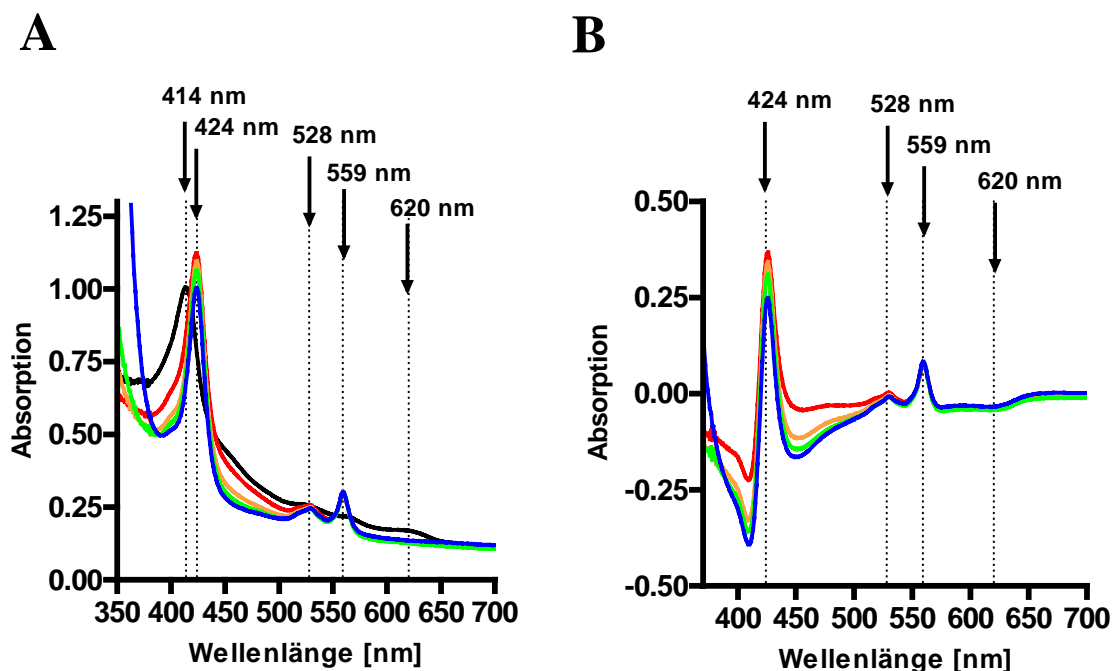 A
414 nm
424 nm
528 nm
559 nm
620 nm
1.25
1.00
0.75
0.50
0.25
0.00
Absorption
350 400 450 500 550 600 650 700
Wellenlänge [nm]
B
424 nm
528 nm
559 nm
620 nm
0.50
0.25
0.00
-0.25
-0.50
Absorption
400 450 500 550 600 650 700
Wellenlänge [nm]